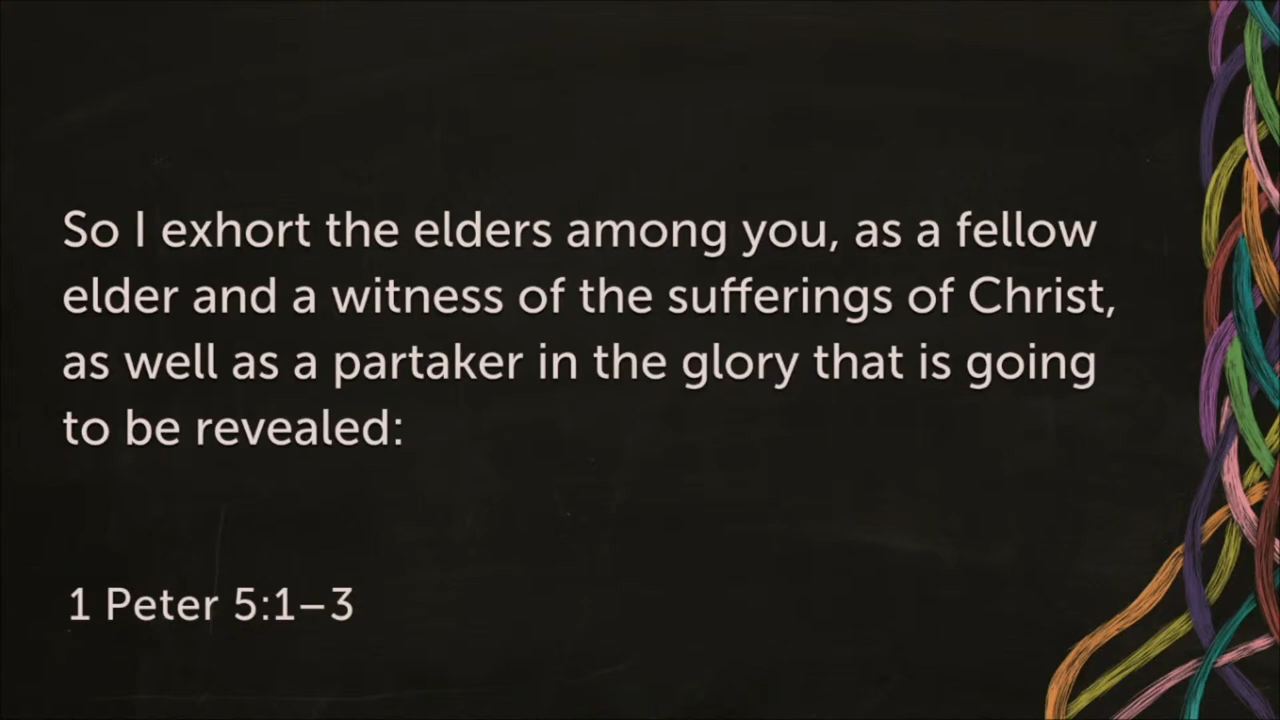 So I exhort the elders among you, as a fellow
elder and a witness of the sufferings of Christ,
as well as a partaker in the glory that is going
to be revealed:
1 Peter 5:1–3